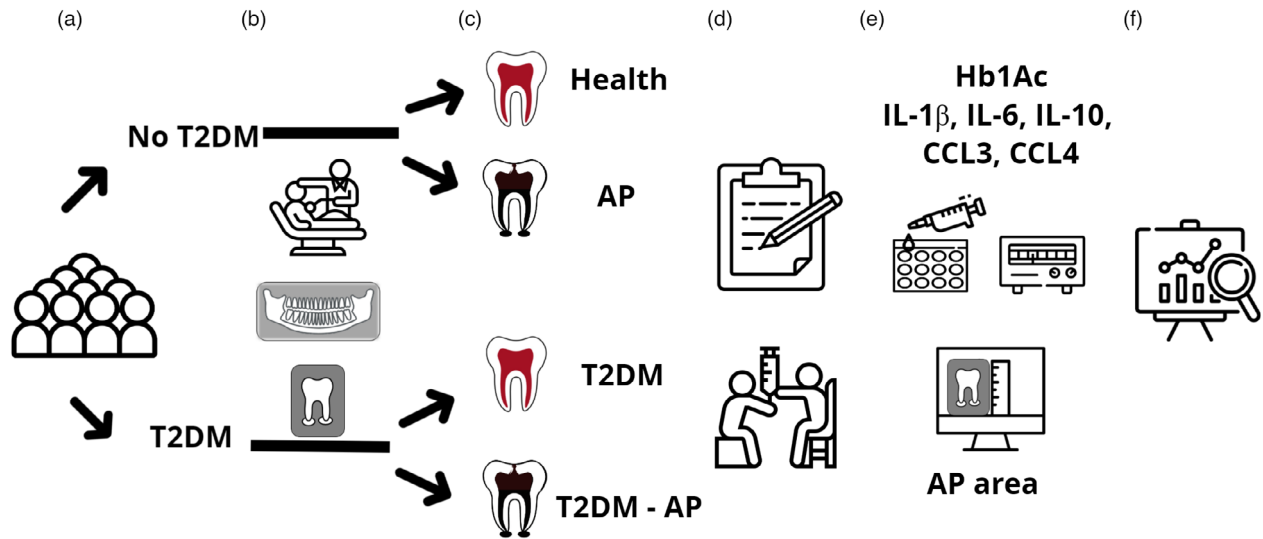 (a)
(b)
(c)
(d)
(e)
(f)
No T2DM
Health
AP
T2DM
T2DM
T2DM - AP
Hb1Ac
IL-1β, IL-6, IL-10,
CCL3, CCL4
AP area